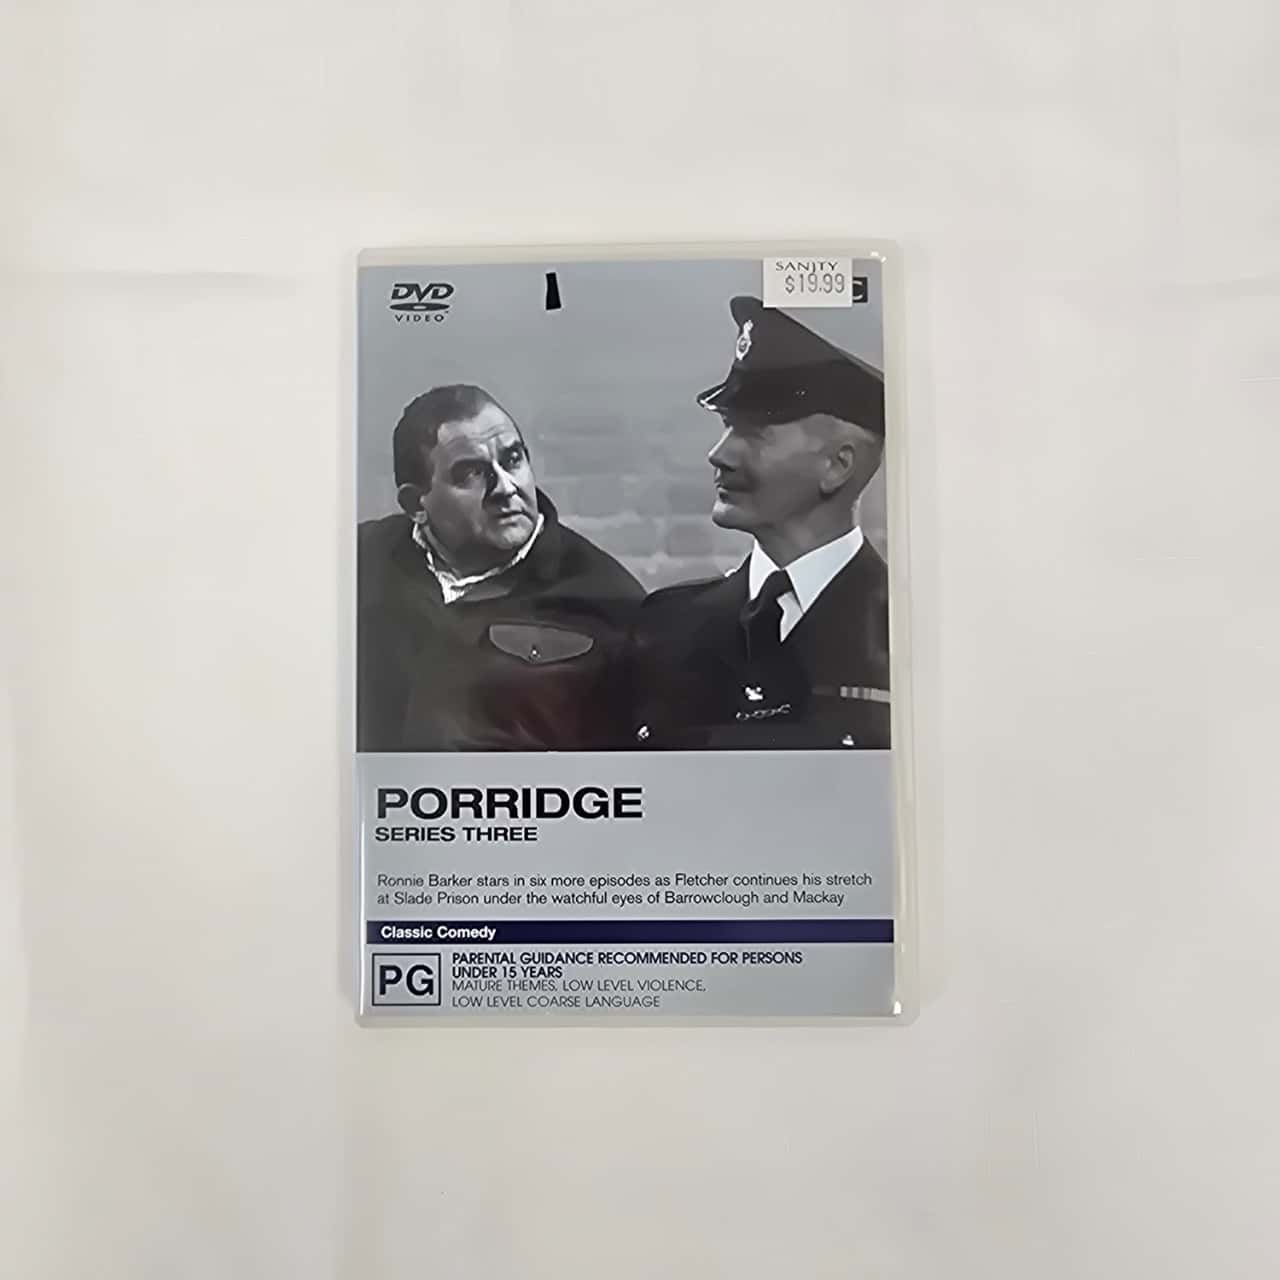 DVD
VIDEO
SANITY
$19.99
C
PORRIDGE
SERIES THREE
Ronnie Barker stars in six more episodes as Fletcher continues his stretch
at Slade Prison under the watchful eyes of Barrowclough and Mackay
Classic Comedy
PG
PARENTAL GUIDANCE RECOMMENDED FOR PERSONS
UNDER 15 YEARS
MATURE THEMES, LOW LEVEL VIOLENCE,
LOW LEVEL COARSE LANGUAGE